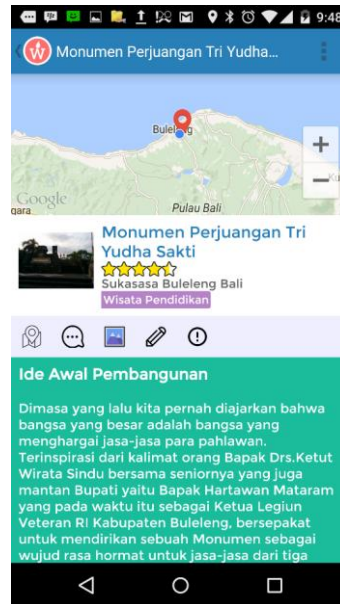 9:48
Monumen Perjuangan Tri Yudha...
Buleleng
+
−
Google
gara
Pulau Bali
Ku
Monumen Perjuangan Tri
Yudha Sakti
Sukasasa Buleleng Bali
Wisata Pendidikan
Ide Awal Pembangunan
Dimasa yang lalu kita pernah diajarkan bahwa
bangsa yang besar adalah bangsa yang
menghargai jasa-jasa para pahlawan.
Terinspirasi dari kalimat orang Bapak Drs.Ketut
Wirata Sindu bersama seniornya yang juga
mantan Bupati yaitu Bapak Hartawan Mataram
yang pada waktu itu sebagai Ketua Legiun
Veteran RI Kabupaten Buleleng, bersepakat
untuk mendirikan sebuah Monumen sebagai
wujud rasa hormat untuk jasa-jasa dari tiga